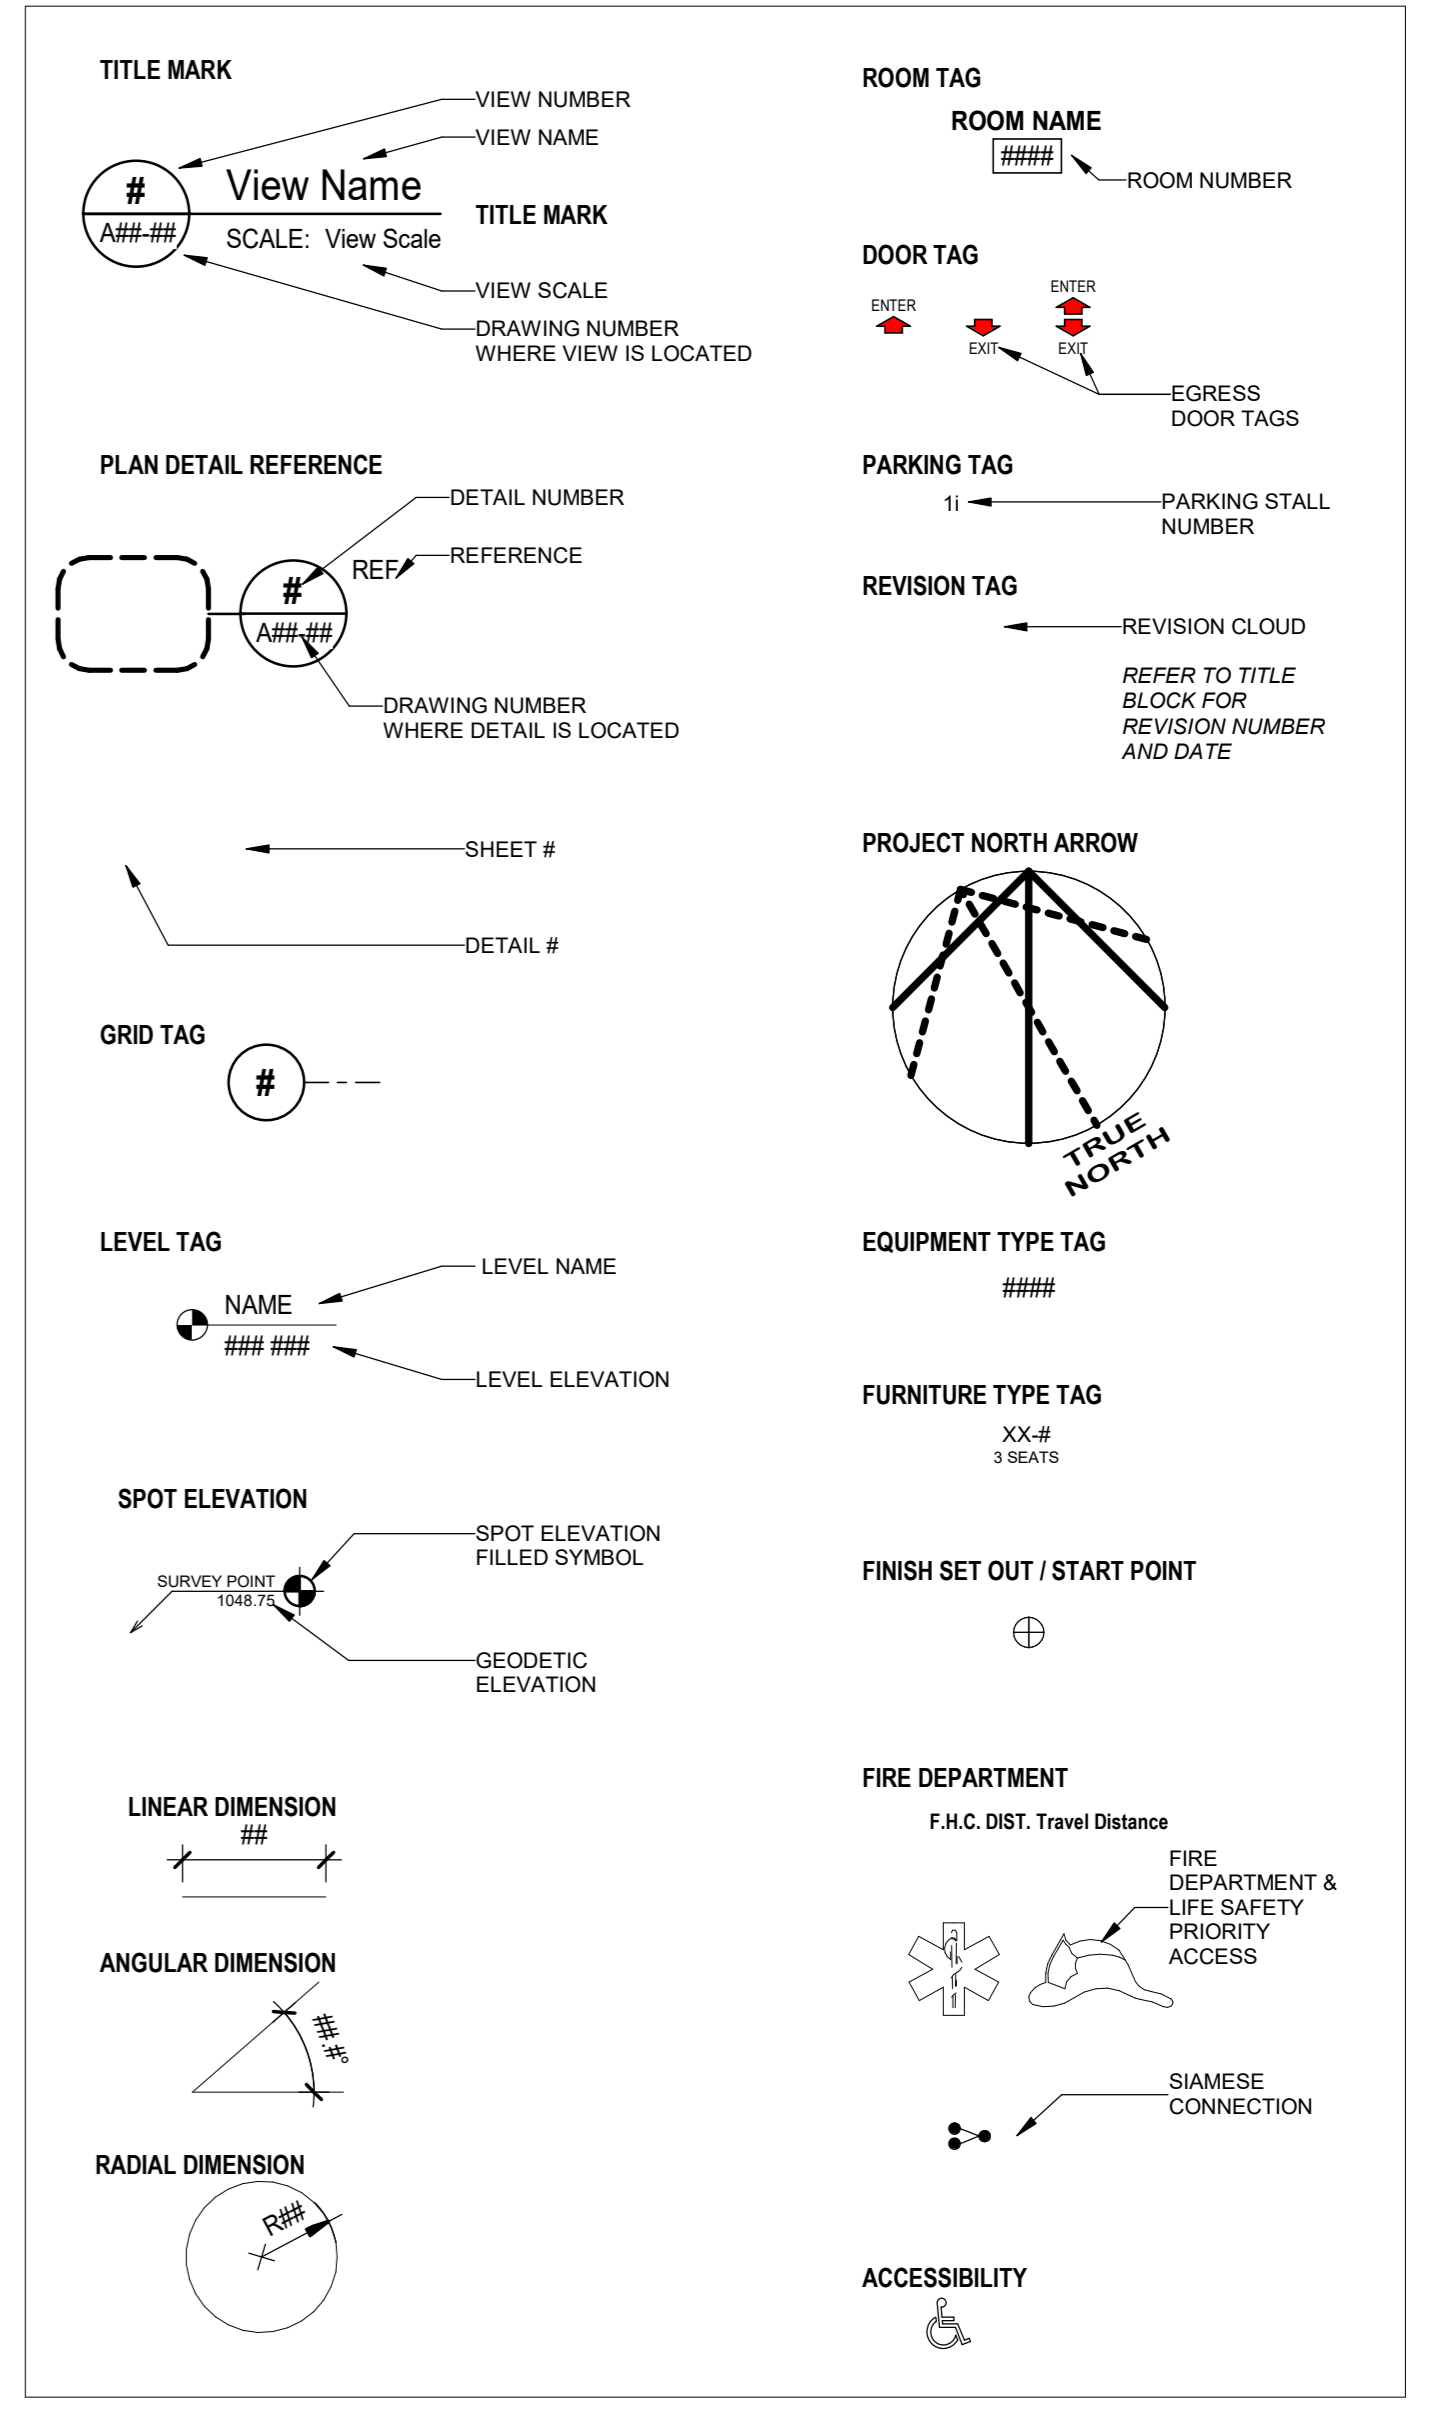 TITLE MARK
VIEW NUMBER
VIEW NAME
#
View Name
A##-##
SCALE: View Scale
TITLE MARK
VIEW SCALE
DRAWING NUMBER
WHERE VIEW IS LOCATED
PLAN DETAIL REFERENCE
DETAIL NUMBER
REF
REFERENCE
#
A##-##
DRAWING NUMBER
WHERE DETAIL IS LOCATED
SHEET #
DETAIL #
GRID TAG
#
LEVEL TAG
LEVEL NAME
NAME
### ###
LEVEL ELEVATION
SPOT ELEVATION
SPOT ELEVATION
FILLED SYMBOL
SURVEY POINT
1048.75
GEODETIC
ELEVATION
LINEAR DIMENSION
##
ANGULAR DIMENSION
##.#°
RADIAL DIMENSION
R##
ROOM TAG
ROOM NAME
####
ROOM NUMBER
DOOR TAG
ENTER
EXIT
ENTER
EXIT
EGRESS
DOOR TAGS
PARKING TAG
1i
PARKING STALL
NUMBER
REVISION TAG
REVISION CLOUD
REFER TO TITLE
BLOCK FOR
REVISION NUMBER
AND DATE
PROJECT NORTH ARROW
TRUE
NORTH
EQUIPMENT TYPE TAG
####
FURNITURE TYPE TAG
XX-#
3 SEATS
FINISH SET OUT / START POINT
FIRE DEPARTMENT
F.H.C. DIST. Travel Distance
FIRE
DEPARTMENT &
LIFE SAFETY
PRIORITY
ACCESS
SIAMESE
CONNECTION
ACCESSIBILITY